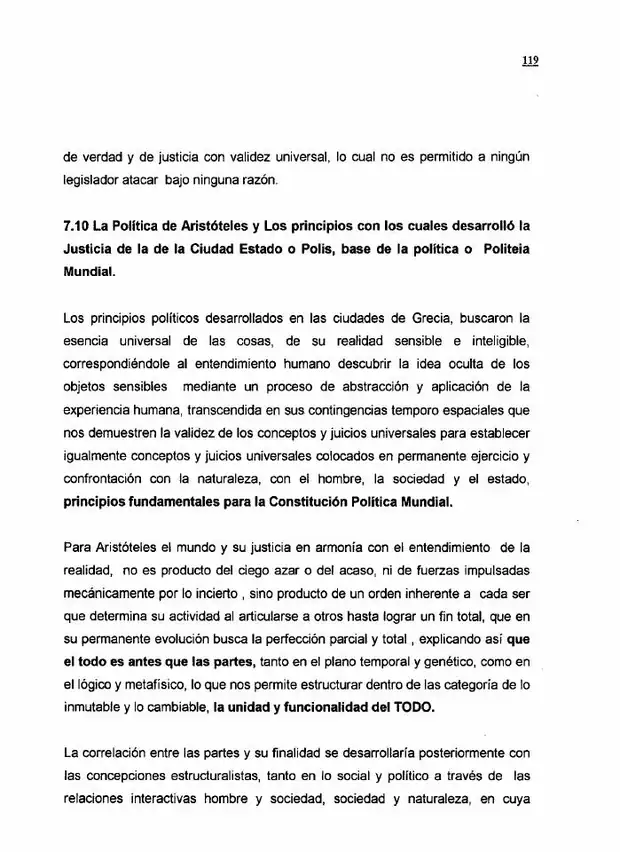 119
de verdad y de justicia con validez universal, lo cual no es permitido a ningún
legislador atacar bajo ninguna razón.
7.10 La Política de Aristóteles y Los principios con los cuales desarrolló la
Justicia de la de la Ciudad Estado o Polis, base de la política o Politeia
Mundial.
Los principios políticos desarrollados en las ciudades de Grecia, buscaron la
esencia universal de las cosas, de su realidad sensible e inteligible,
correspondiéndole al entendimiento humano descubrir la idea oculta de los
objetos sensibles mediante un proceso de abstracción y aplicación de la
experiencia humana, transcendida en sus contingencias temporo espaciales que
nos demuestren la validez de los conceptos y juicios universales para establecer
igualmente conceptos y juicios universales colocados en permanente ejercicio y
confrontación con la naturaleza, con el hombre, la sociedad y el estado,
principios fundamentales para la Constitución Política Mundial.
Para Aristóteles el mundo y su justicia en armonía con el entendimiento de la
realidad, no es producto del ciego azar o del acaso, ni de fuerzas impulsadas
mecánicamente por lo incierto , sino producto de un orden inherente a cada ser
que determina su actividad al articularse a otros hasta lograr un fin total, que en
su permanente evolución busca la perfección parcial y total , explicando así que
el todo es antes que las partes, tanto en el plano temporal y genético, como en
el lógico y metafísico, lo que nos permite estructurar dentro de las categoría de lo
inmutable y lo cambiable, la unidad y funcionalidad del TODO.
La correlación entre las partes y su finalidad se desarrollaría posteriormente con
las concepciones estructuralistas, tanto en lo social y político a través de las
relaciones interactivas hombre y sociedad, sociedad y naturaleza, en cuya